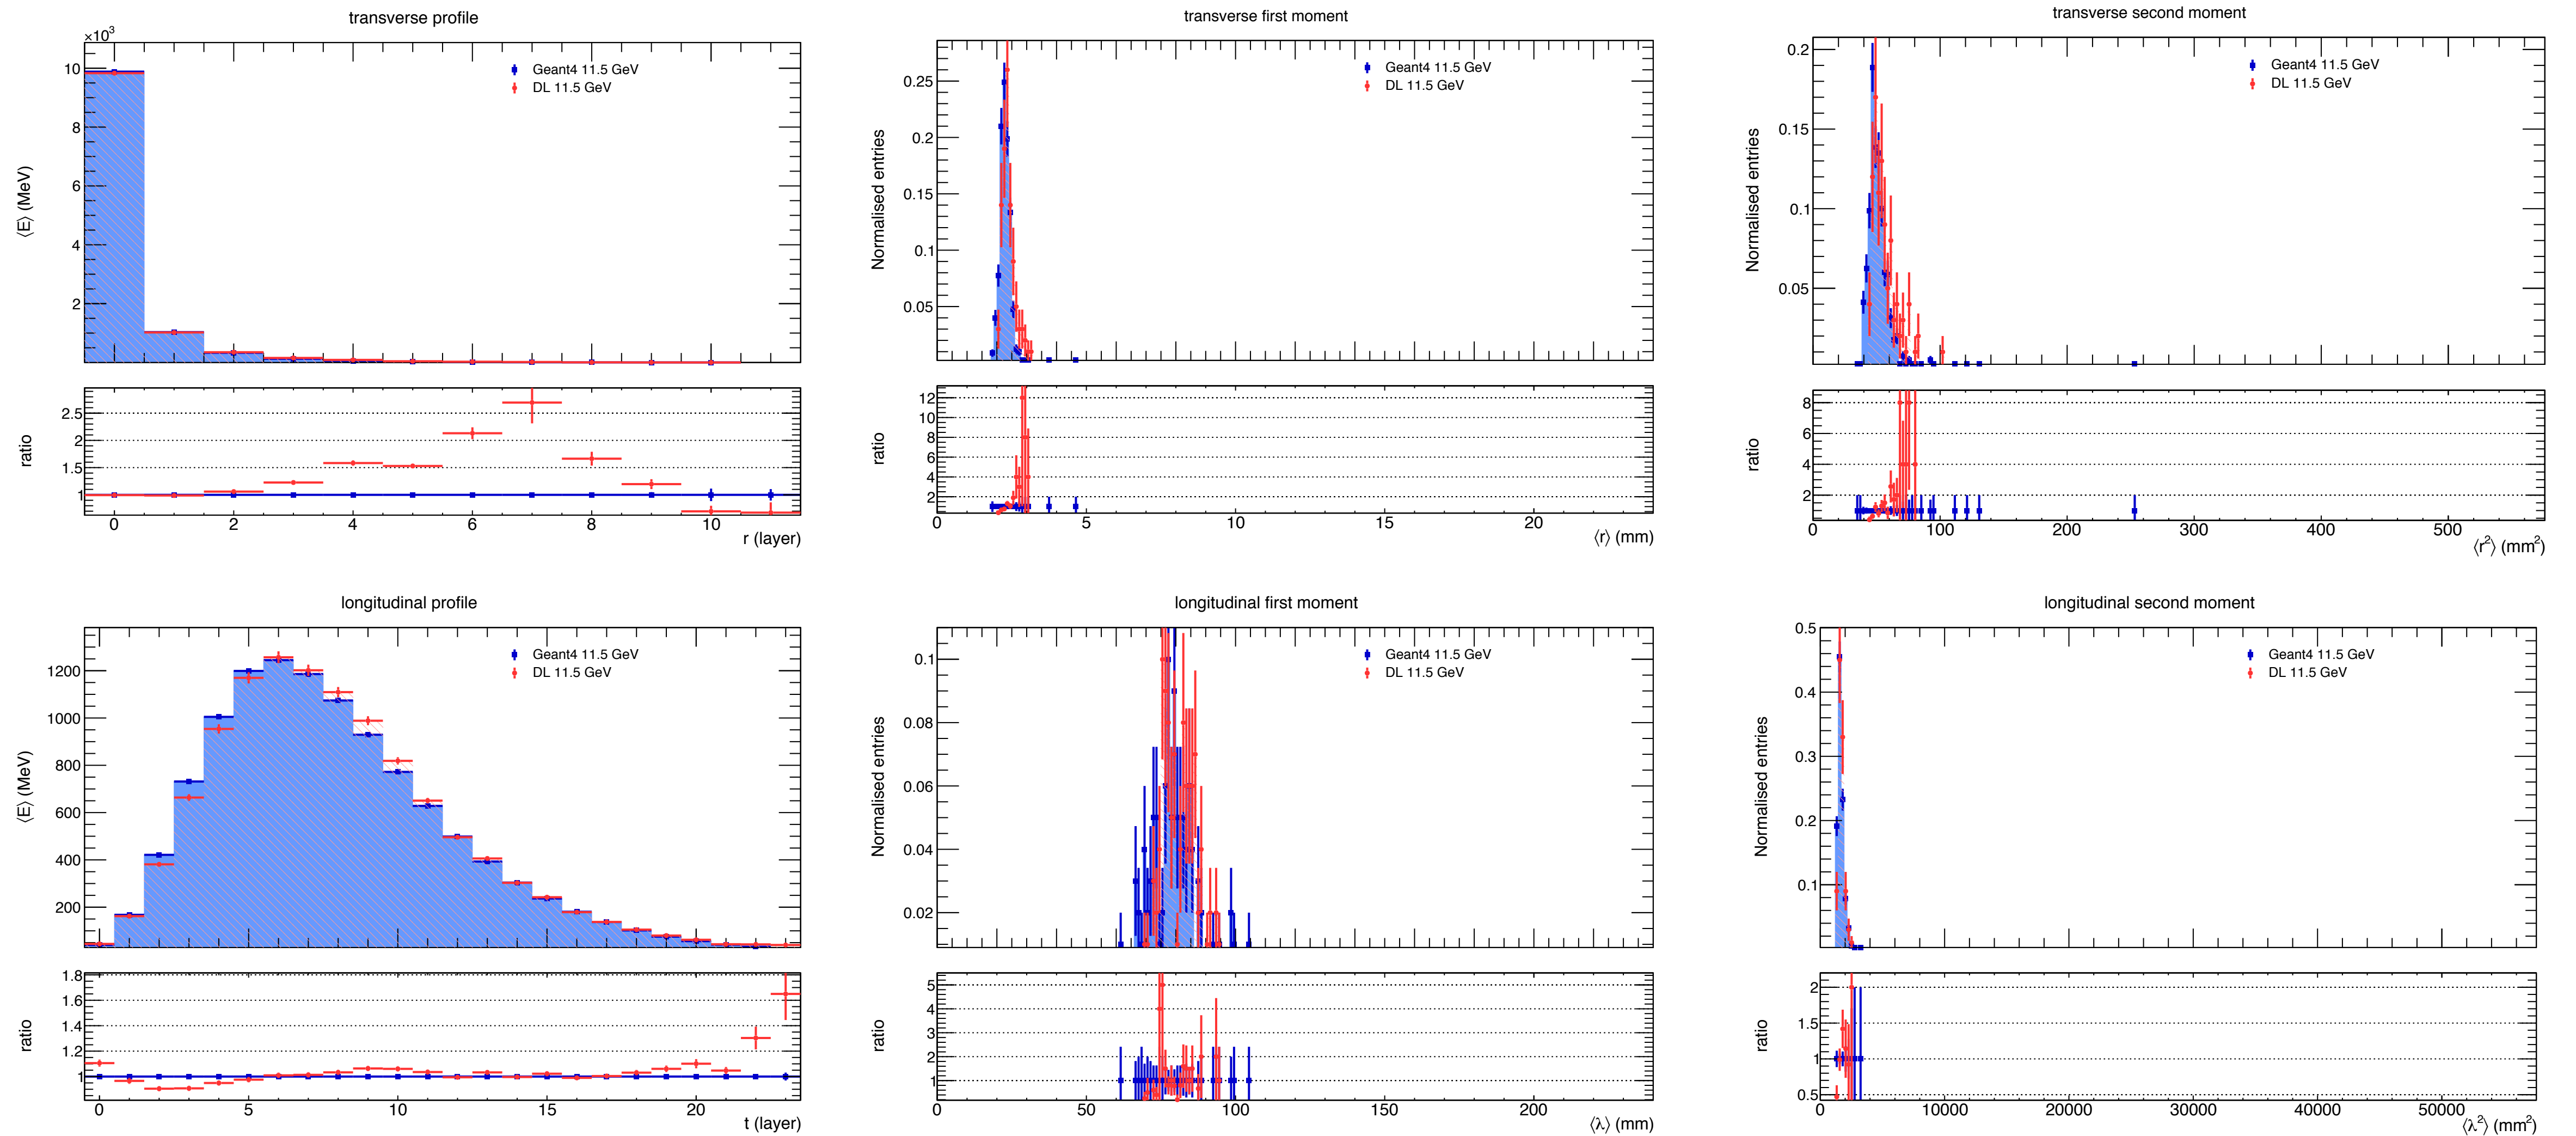 transverse profile
×10³
10
8
6
4
2
⟨E⟩ (MeV)
Geant4 11.5 GeV
DL 11.5 GeV
2.5
2
1.5
1
ratio
0 2 4 6 8 10
r (layer)
transverse first moment
0.25
0.2
0.15
0.1
0.05
Normalised entries
Geant4 11.5 GeV
DL 11.5 GeV
12
10
8
6
4
2
ratio
0 5 10 15 20
⟨r⟩ (mm)
transverse second moment
0.2
0.15
0.1
0.05
Normalised entries
Geant4 11.5 GeV
DL 11.5 GeV
8
6
4
2
ratio
0 100 200 300 400 500
⟨r²⟩ (mm²)
longitudinal profile
1200
1000
800
600
400
200
⟨E⟩ (MeV)
Geant4 11.5 GeV
DL 11.5 GeV
1.8
1.6
1.4
1.2
1
ratio
0 5 10 15 20
t (layer)
longitudinal first moment
0.1
0.08
0.06
0.04
0.02
Normalised entries
Geant4 11.5 GeV
DL 11.5 GeV
5
4
3
2
1
ratio
0 50 100 150 200
⟨λ⟩ (mm)
longitudinal second moment
0.5
0.4
0.3
0.2
0.1
Normalised entries
Geant4 11.5 GeV
DL 11.5 GeV
2
1.5
1
0.5
ratio
0 10000 20000 30000 40000 50000
⟨λ²⟩ (mm²)